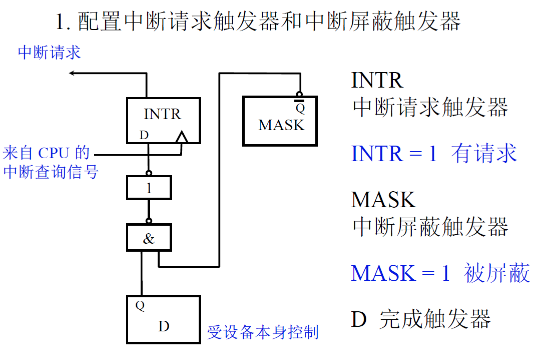 1. 配置中断请求触发器和中断屏蔽触发器
中断请求
INTR
D
来自 CPU 的
中断查询信号
1
&
Q
D
受设备本身控制
Q
MASK
INTR
中断请求触发器
INTR = 1 有请求
MASK
中断屏蔽触发器
MASK = 1 被屏蔽
D 完成触发器